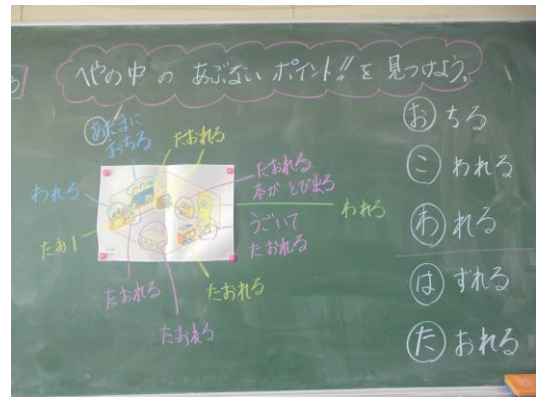 へやの中の あぶない ポイント!!を 見つけよう。
あたまに
おちる
たおれる
たおれる
本が とび出る
われる
われる
うごいて
たおれる
たお
たおれる
たおれる
たおれる
おちる
こわれる
われる
はずれる
たおれる